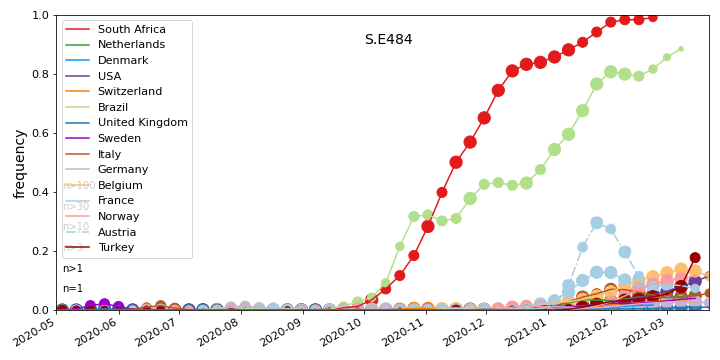 S.E484
frequency
1.0
0.8
0.6
0.4
0.2
0.0
South Africa
Netherlands
Denmark
USA
Switzerland
Brazil
United Kingdom
Sweden
Italy
Germany
Belgium
France
Norway
Austria
Turkey
n>100
n>30
n>10
n>3
n>1
n=1
2020-05
2020-06
2020-07
2020-08
2020-09
2020-10
2020-11
2020-12
2021-01
2021-02
2021-03